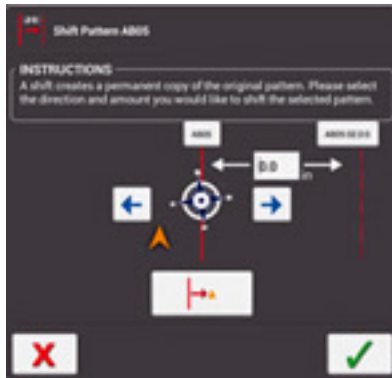 Shift Pattern AB05
INSTRUCTIONS
A shift creates a permanent copy of the original pattern. Please select
the direction and amount you would like to shift the selected pattern.
AB05
0.0
in